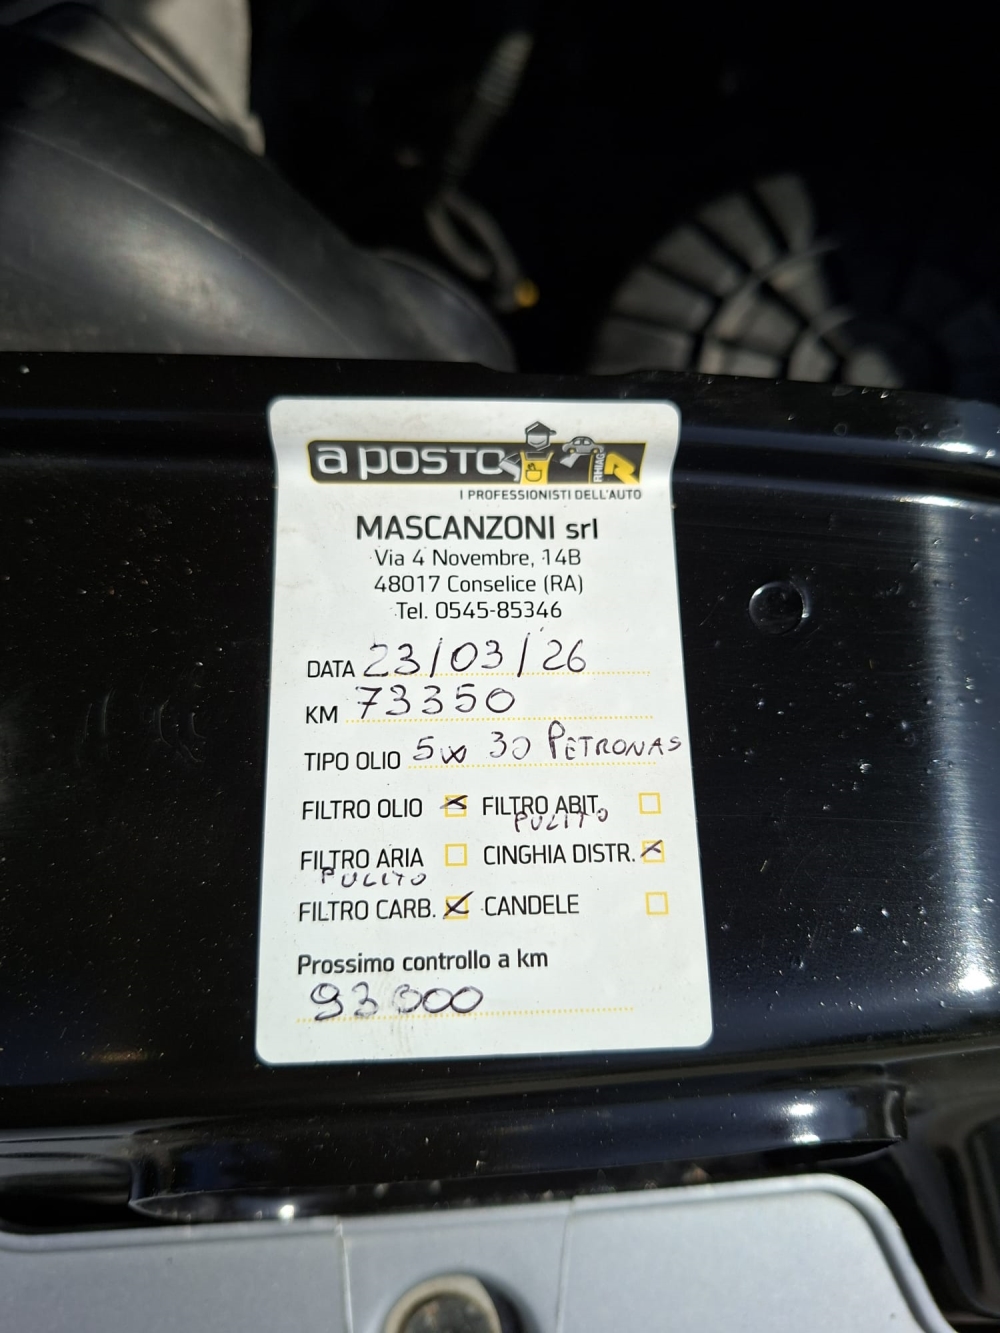 a POSTO
RHIAG
I PROFESSIONISTI DELL'AUTO
MASCANZONI srl
Via 4 Novembre, 14B
48017 Conselice (RA)
Tel. 0545-85346
DATA 23/03/26
KM 73350
TIPO OLIO 5w 30 PETRONAS
FILTRO OLIO FILTRO ABIT.
PULITO
FILTRO ARIA CINGHIA DISTR.
PULITO
FILTRO CARB. CANDELE
Prossimo controllo a km
93000